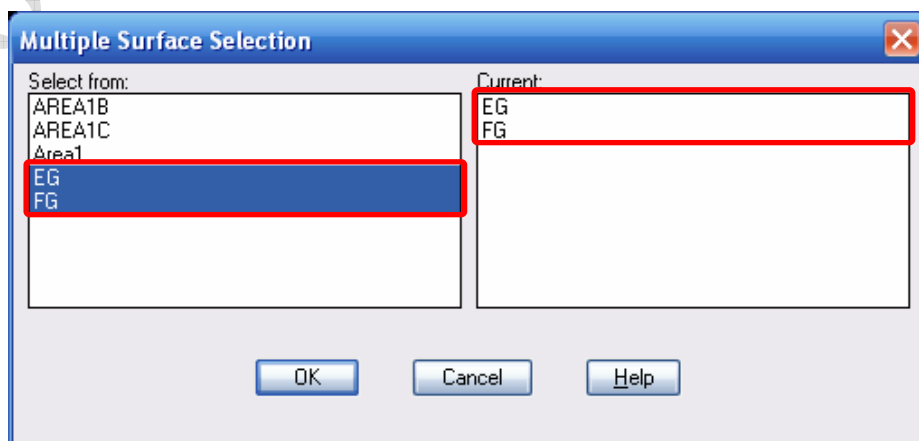 Multiple Surface Selection
Select from:
AREA1B
AREA1C
Area1
EG
FG
Current:
EG
FG
OK Cancel Help